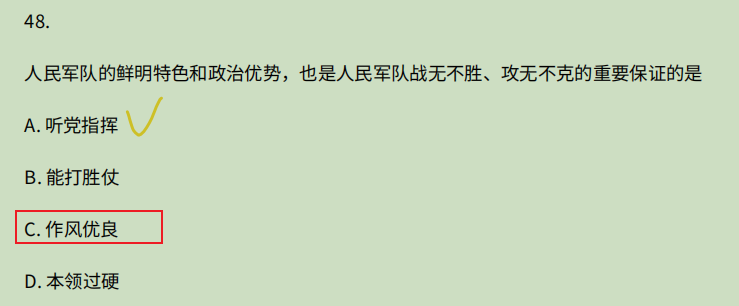 48.
人民军队的鲜明特色和政治优势，也是人民军队战无不胜、攻无不克的重要保证的是
A. 听党指挥
B. 能打胜仗
C. 作风优良
D. 本领过硬